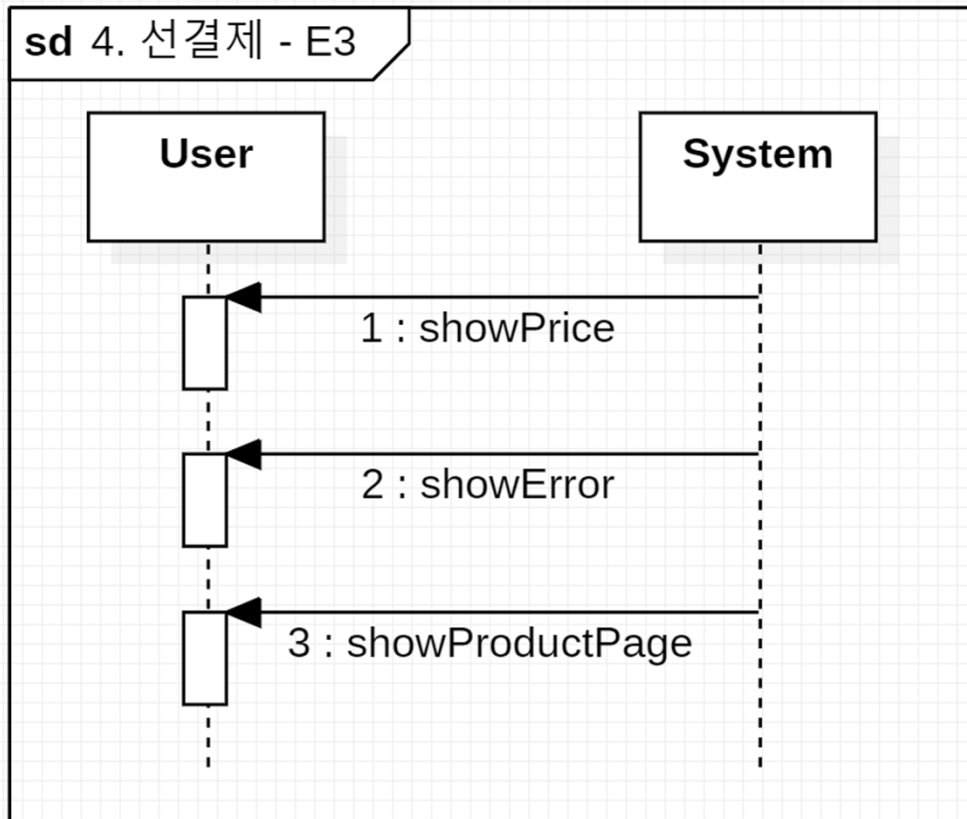 sd 4. 선결제 - E3
User
System
1 : showPrice
2 : showError
3 : showProductPage